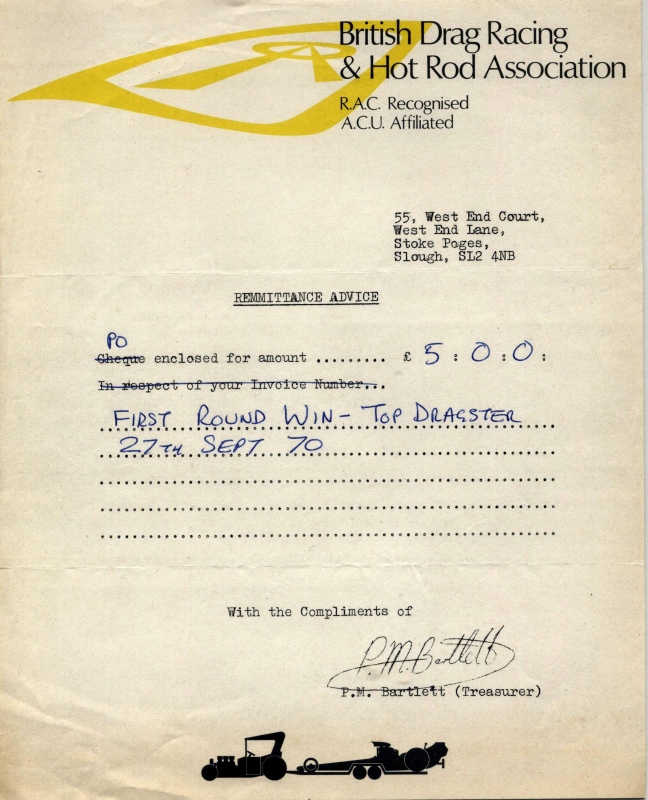 British Drag Racing
& Hot Rod Association
R.A.C. Recognised
A.C.U. Affiliated
55, West End Court,
West End Lane,
Stoke Poges,
Slough, SL2 4NB
REMMITTANCE ADVICE
PO
Cheque enclosed for amount ......... £ 5 : 0 : 0 :
In respect of your Invoice Number...
FIRST ROUND WIN - TOP DRAGSTER
27TH SEPT 70
With the Compliments of
P.M. Bartlett
P.M. Bartlett (Treasurer)